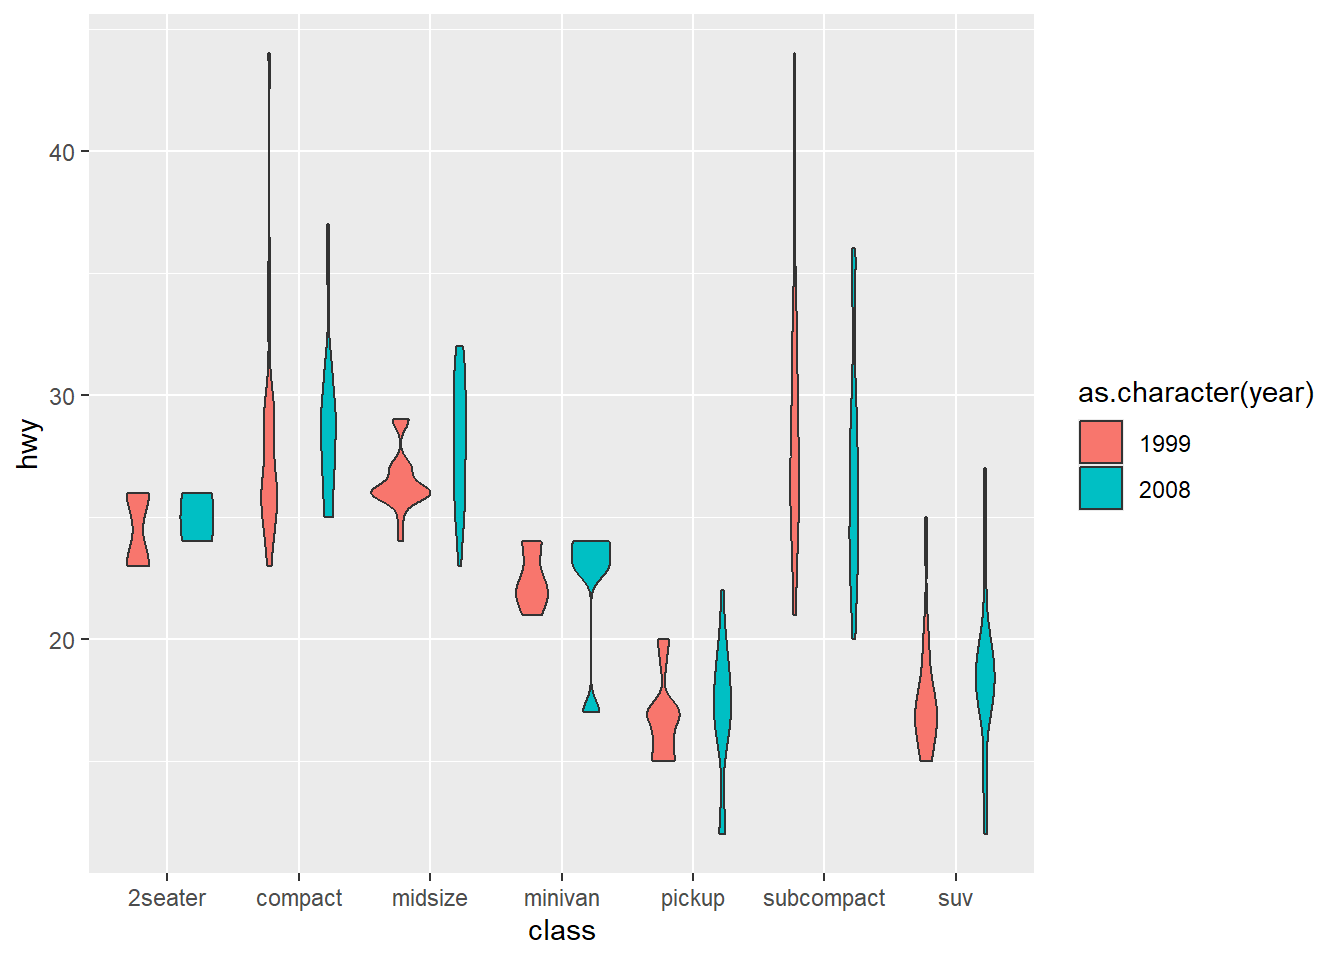 40
30
20
hwy
2seater compact midsize minivan pickup subcompact suv
class
as.character(year)
1999
2008